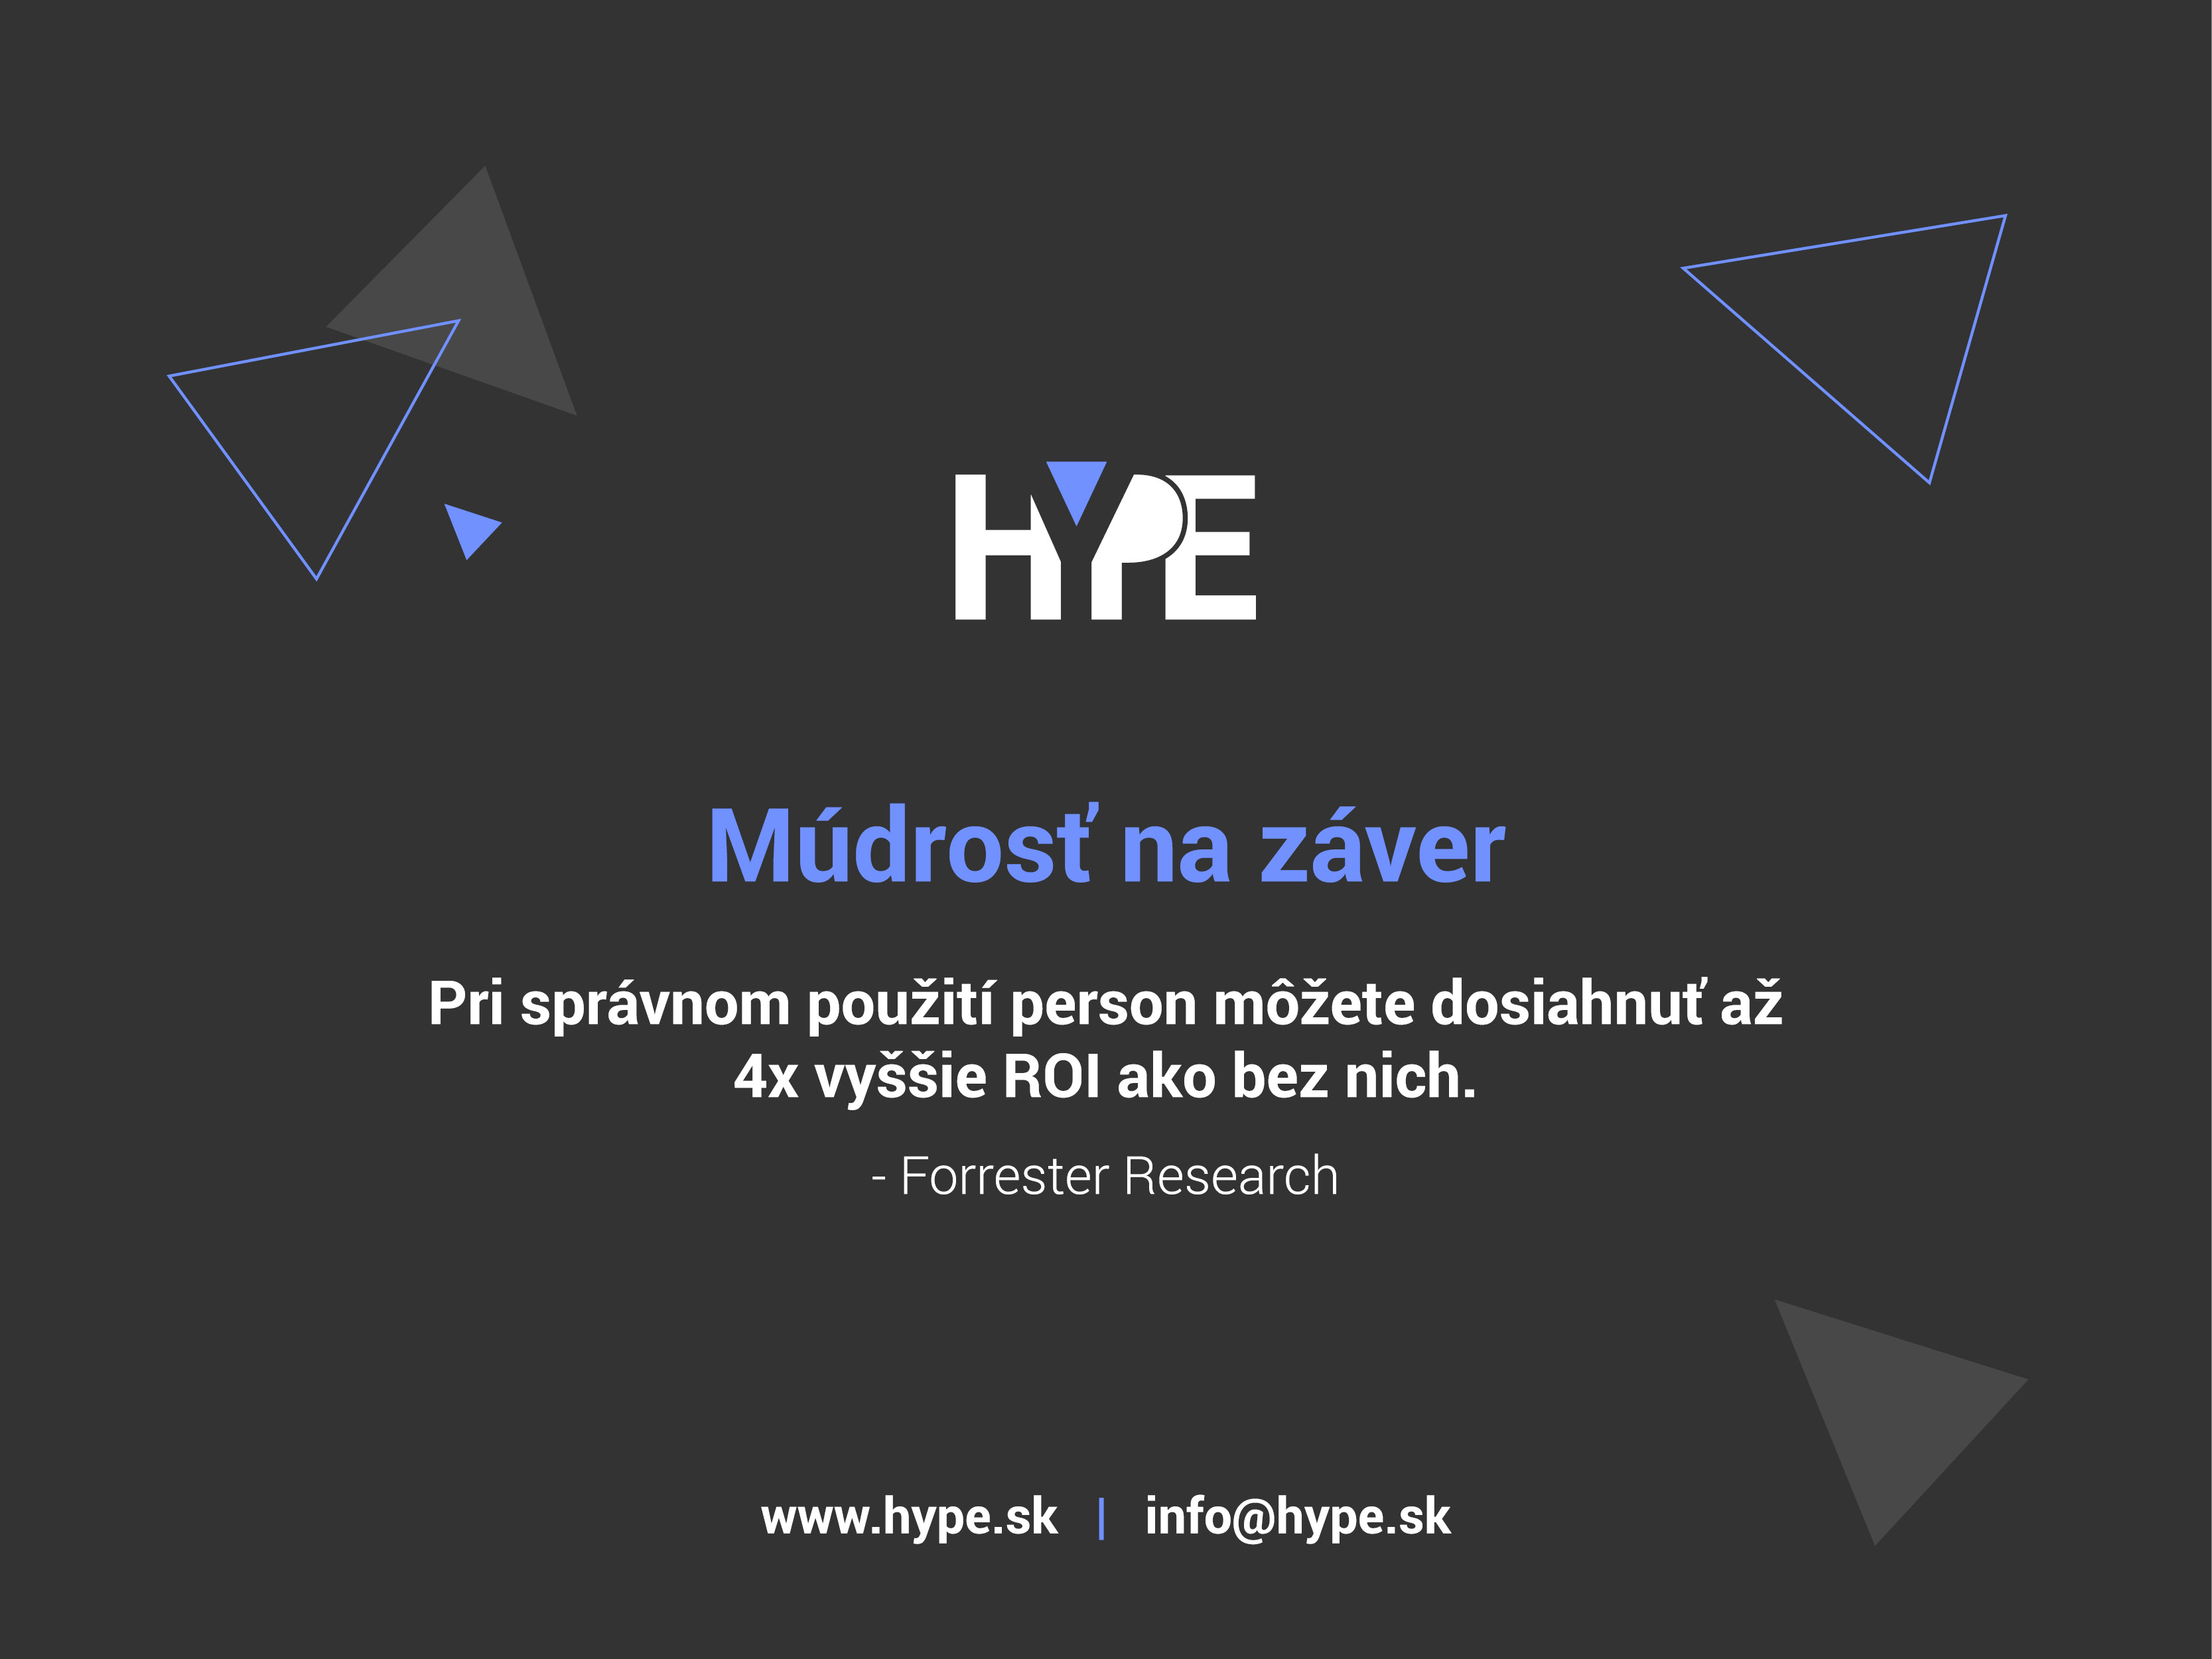 HYPE
Múdrosť na záver
Pri správnom použití person môžete dosiahnuť až
4x vyššie ROI ako bez nich.
- Forrester Research
www.hype.sk | info@hype.sk